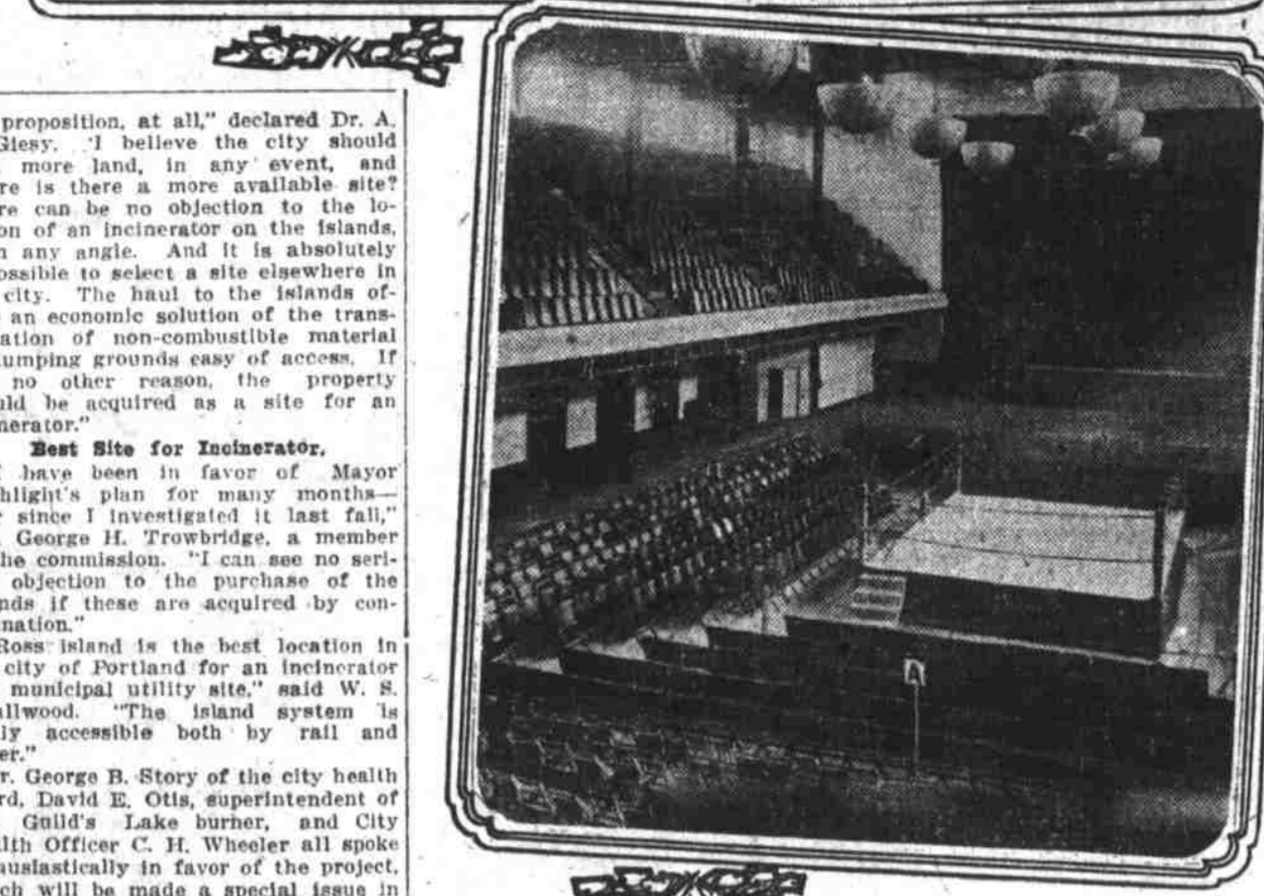 proposition, at all," declared Dr. A.
Giesy. 'I believe the city should
more land, in any event, and
re is there a more available site?
re can be no objection to the lo-
on of an incinerator on the islands,
n any angle. And it is absolutely
ossible to select a site elsewhere in
city. The haul to the islands of-
an economic solution of the trans-
ation of non-combustible material
umping grounds easy of access. If
no other reason, the property
uld be acquired as a site for an
nerator."
Best Site for Incinerator.
have been in favor of Mayor
hlight's plan for many months—
r since I investigated it last fall,"
George H. Trowbridge, a member
he commission. "I can see no seri-
objection to the purchase of the
nds if these are acquired by con-
nation."
Ross island is the best location in
city of Portland for an incinerator
municipal utility site," said W. S.
allwood. "The island system is
ly accessible both by rail and
er."
r. George B. Story of the city health
rd, David E. Otis, superintendent of
Guild's Lake burner, and City
lth Officer C. H. Wheeler all spoke
usiastically in favor of the project,
ch will be made a special issue in
A